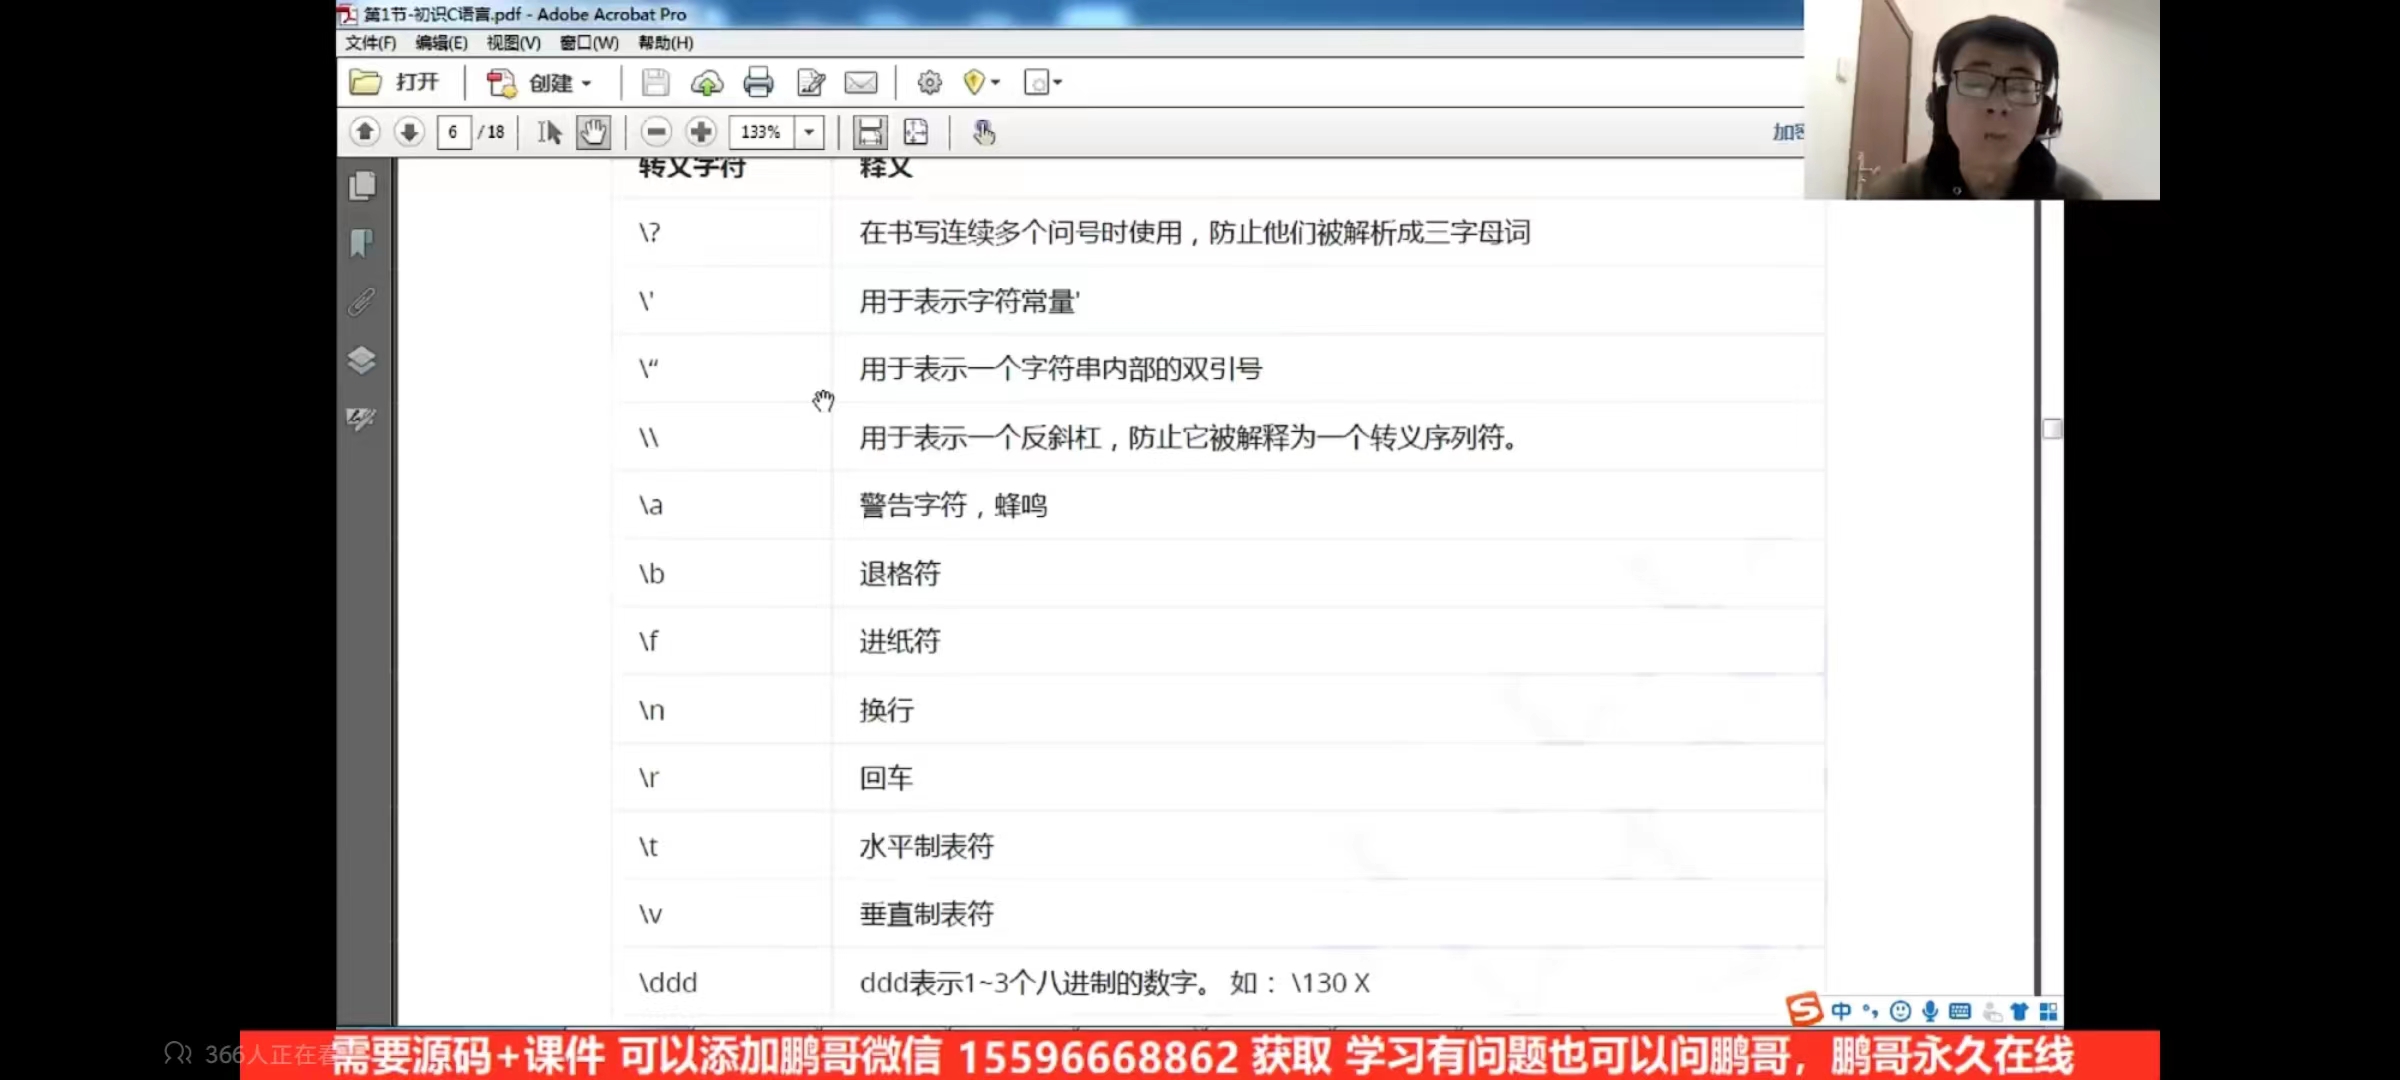 第1节-初识C语言.pdf - Adobe Acrobat Pro
文件(F) 编辑(E) 视图(V) 窗口(W) 帮助(H)
打开 创建
6 / 18 133%
转义字符 释义
\? 在书写连续多个问号时使用，防止他们被解析成三字母词
\' 用于表示字符常量'
\“ 用于表示一个字符串内部的双引号
\\ 用于表示一个反斜杠，防止它被解释为一个转义序列符。
\a 警告字符，蜂鸣
\b 退格符
\f 进纸符
\n 换行
\r 回车
\t 水平制表符
\v 垂直制表符
\ddd ddd表示1~3个八进制的数字。 如： \130 X
中
366人正在看
需要源码+课件 可以添加鹏哥微信 15596668862 获取 学习有问题也可以问鹏哥，鹏哥永久在线